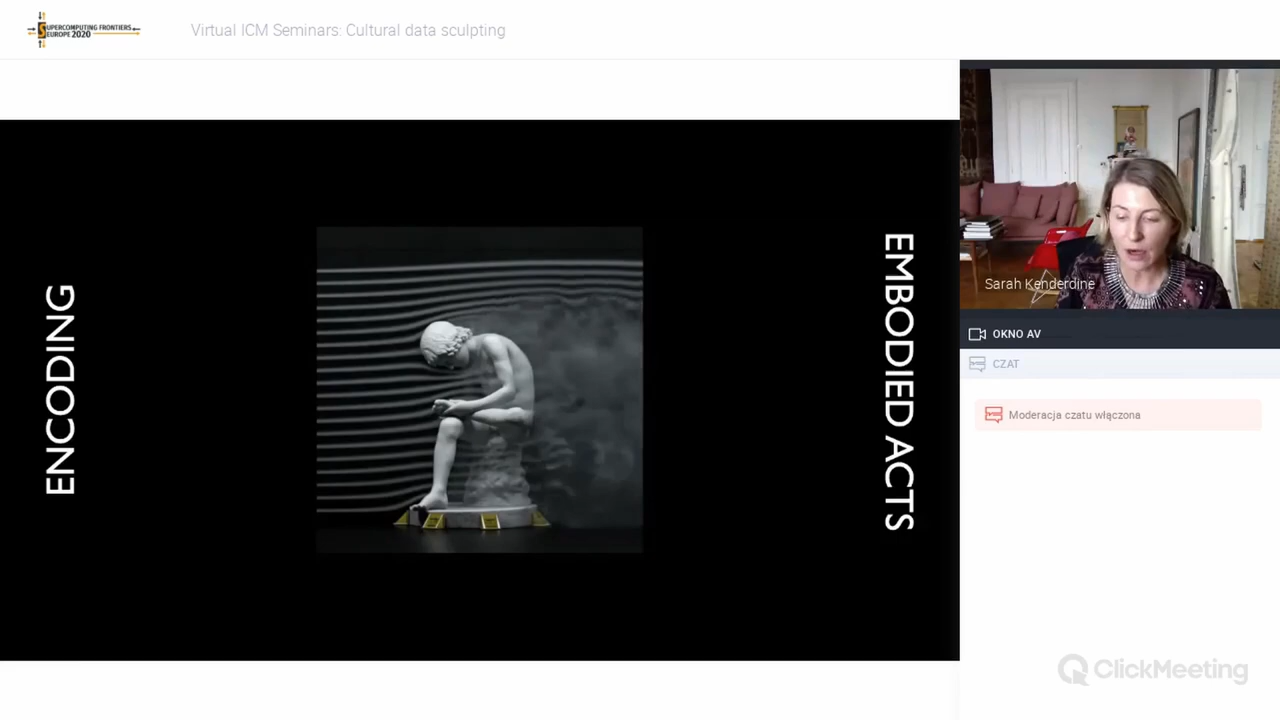 SUPERCOMPUTING FRONTIERS
EUROPE 2020
Virtual ICM Seminars: Cultural data sculpting
ENCODING
EMBODIED ACTS
Sarah Kenderdine
OKNO AV
CZAT
Moderacja czatu włączona
ClickMeeting